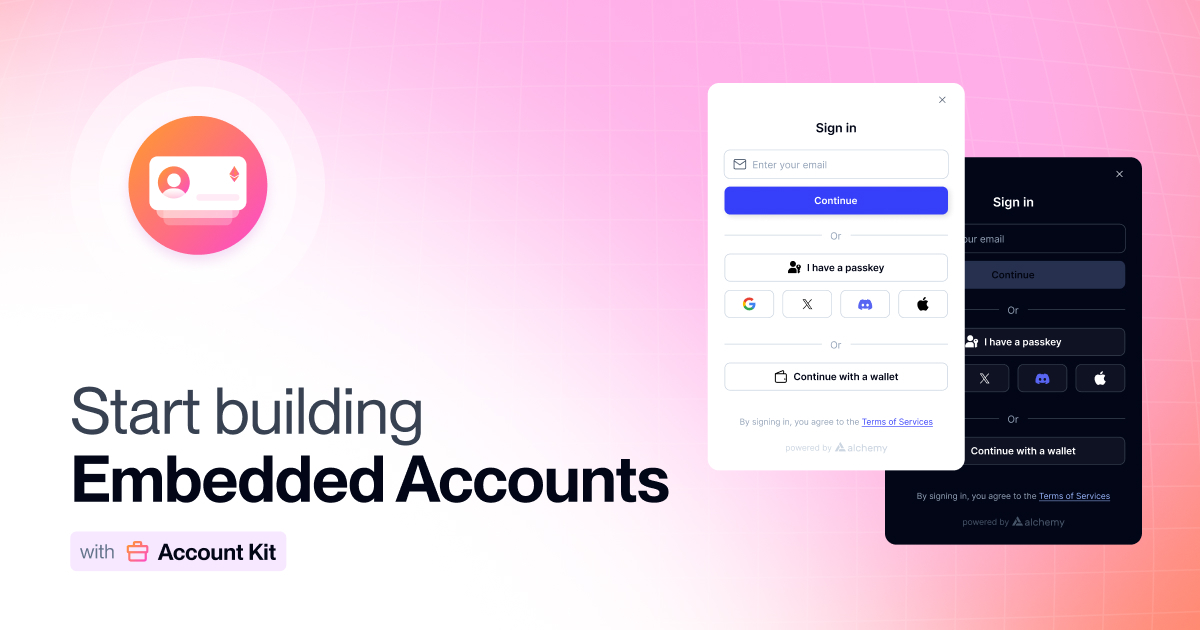 Start building
Embedded Accounts
with Account Kit
Sign in
Enter your email
Continue
Or
I have a passkey
Or
Continue with a wallet
By signing in, you agree to the Terms of Services
powered by alchemy
Sign in
our email
Continue
Or
I have a passkey
Or
Continue with a wallet
By signing in, you agree to the Terms of Services
powered by alchemy